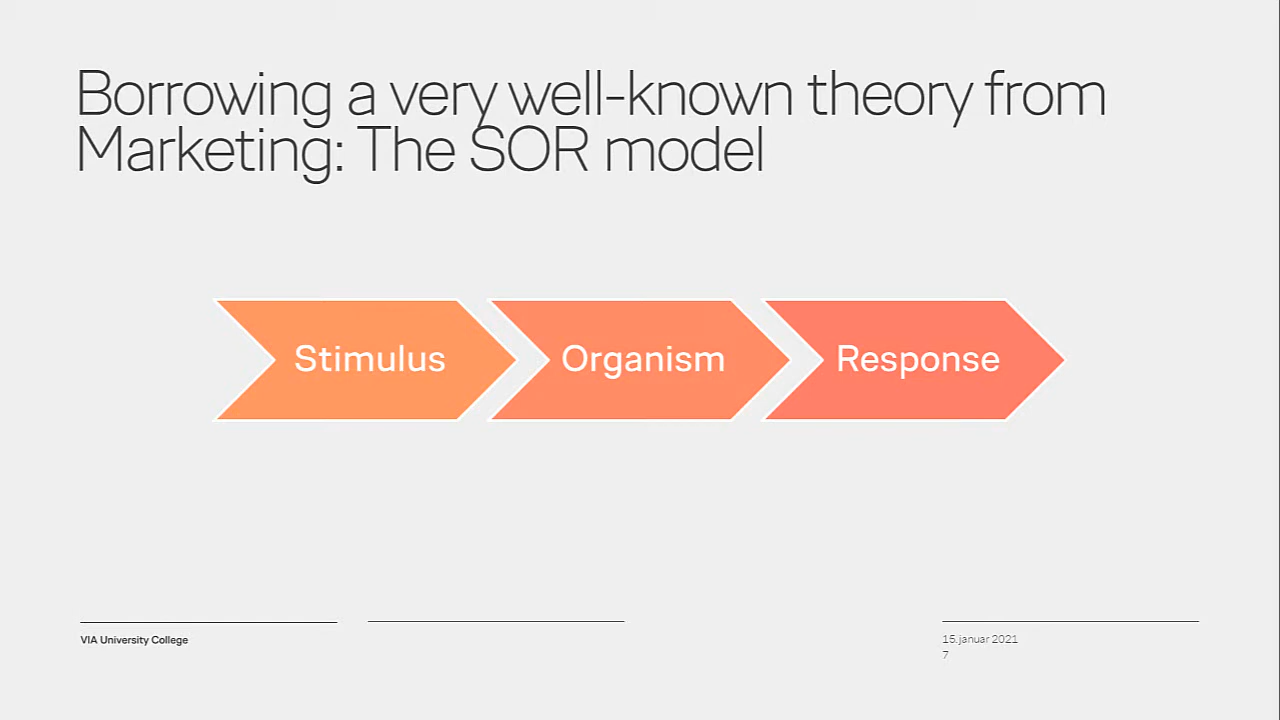 Borrowing a very well-known theory from
Marketing: The SOR model
Stimulus
Organism
Response
VIA University College
15.januar 2021
7